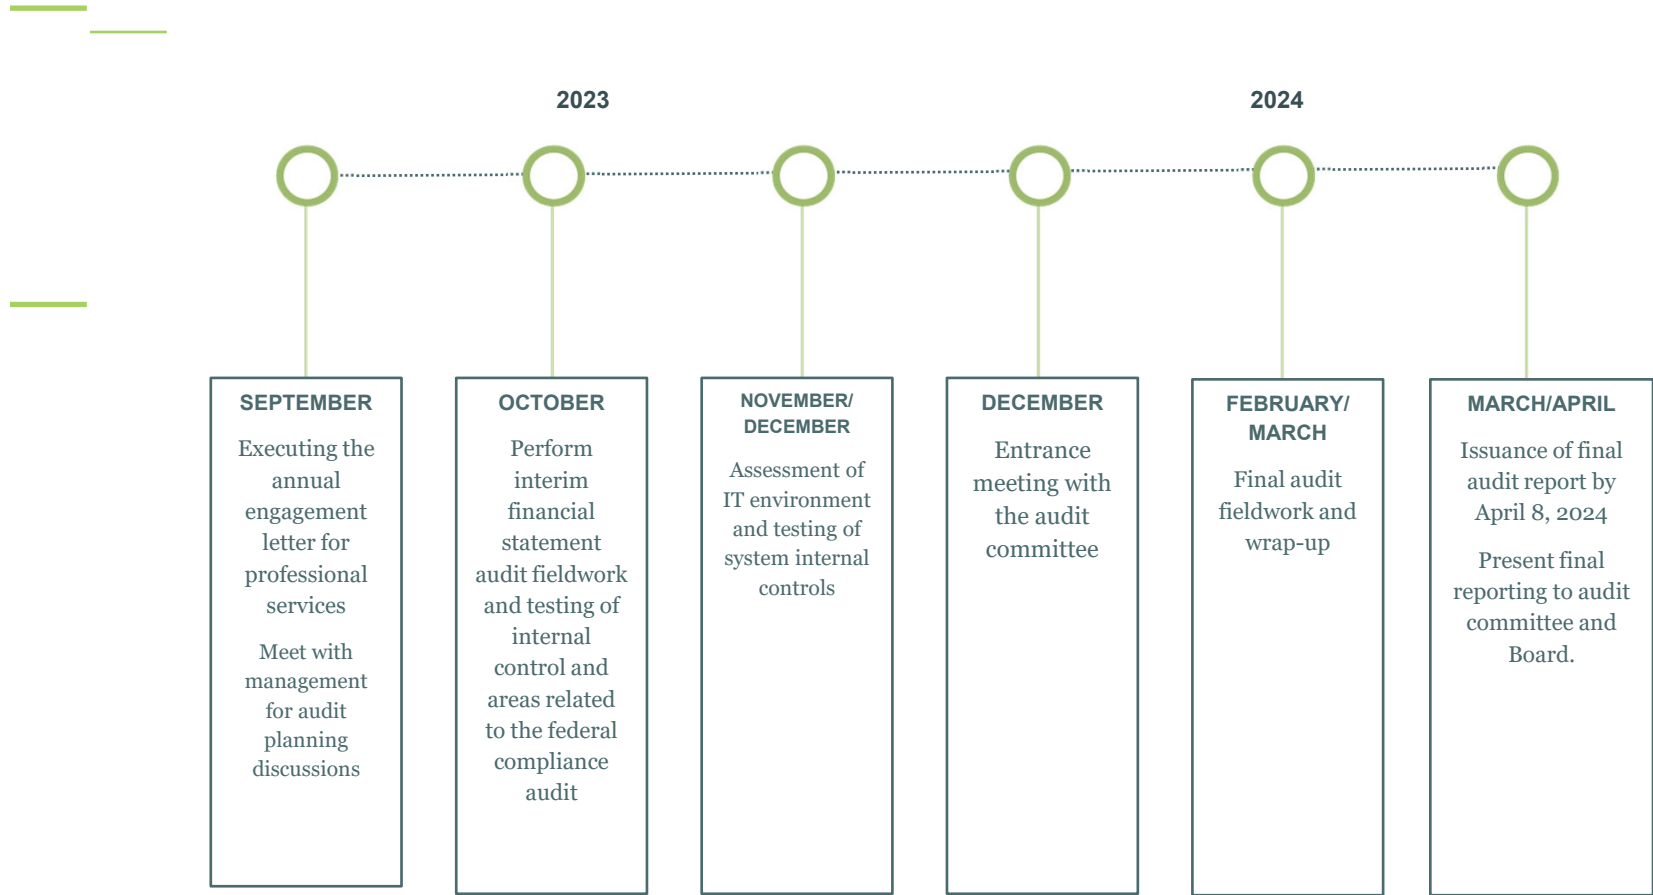 2023
2024
SEPTEMBER
Executing the
annual
engagement
letter for
professional
services
Meet with
management
for audit
planning
discussions
OCTOBER
Perform
interim
financial
statement
audit fieldwork
and testing of
internal
control and
areas related
to the federal
compliance
audit
NOVEMBER/
DECEMBER
Assessment of
IT environment
and testing of
system internal
controls
DECEMBER
Entrance
meeting with
the audit
committee
FEBRUARY/
MARCH
Final audit
fieldwork and
wrap-up
MARCH/APRIL
Issuance of final
audit report by
April 8, 2024
Present final
reporting to audit
committee and
Board.